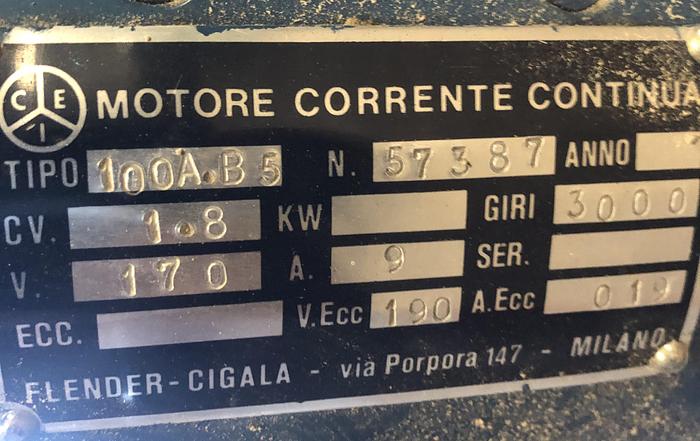 C E I MOTORE CORRENTE CONTINUA
TIPO 100A.B5 N. 57387 ANNO
CV. 1.8 KW GIRI 3000
V. 170 A. 9 SER.
ECC. V.Ecc 190 A.Ecc 019
FLENDER-CIGALA - via Porpora 147 - MILANO